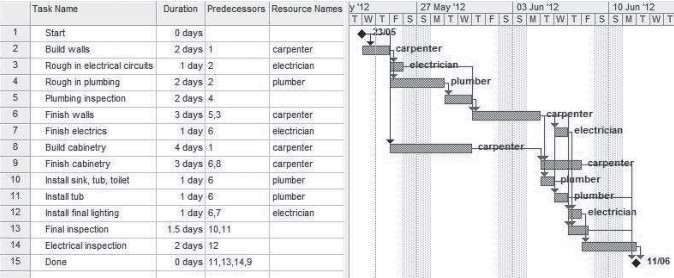 Task Name Duration Predecessors Resource Names y '12 27 May '12 03 Jun '12 10 Jun '12
T W T F S S M T W T F S S M T W T F S S M T W T
1 Start 0 days 23/05
2 Build walls 2 days 1 carpenter carpenter
3 Rough in electrical circuits 1 day 2 electrician electrician
4 Rough in plumbing 2 days 2 plumber plumber
5 Plumbing inspection 2 days 4
6 Finish walls 3 days 5,3 carpenter carpenter
7 Finish electrics 1 day 6 electrician electrician
8 Build cabinetry 4 days 1 carpenter carpenter
9 Finish cabinetry 3 days 6,8 carpenter carpenter
10 Install sink, tub, toilet 1 day 6 plumber plumber
11 Install tub 1 day 6 plumber plumber
12 Install final lighting 1 day 6,7 electrician electrician
13 Final inspection 1.5 days 10,11
14 Electrical inspection 2 days 12
15 Done 0 days 11,13,14,9 11/06